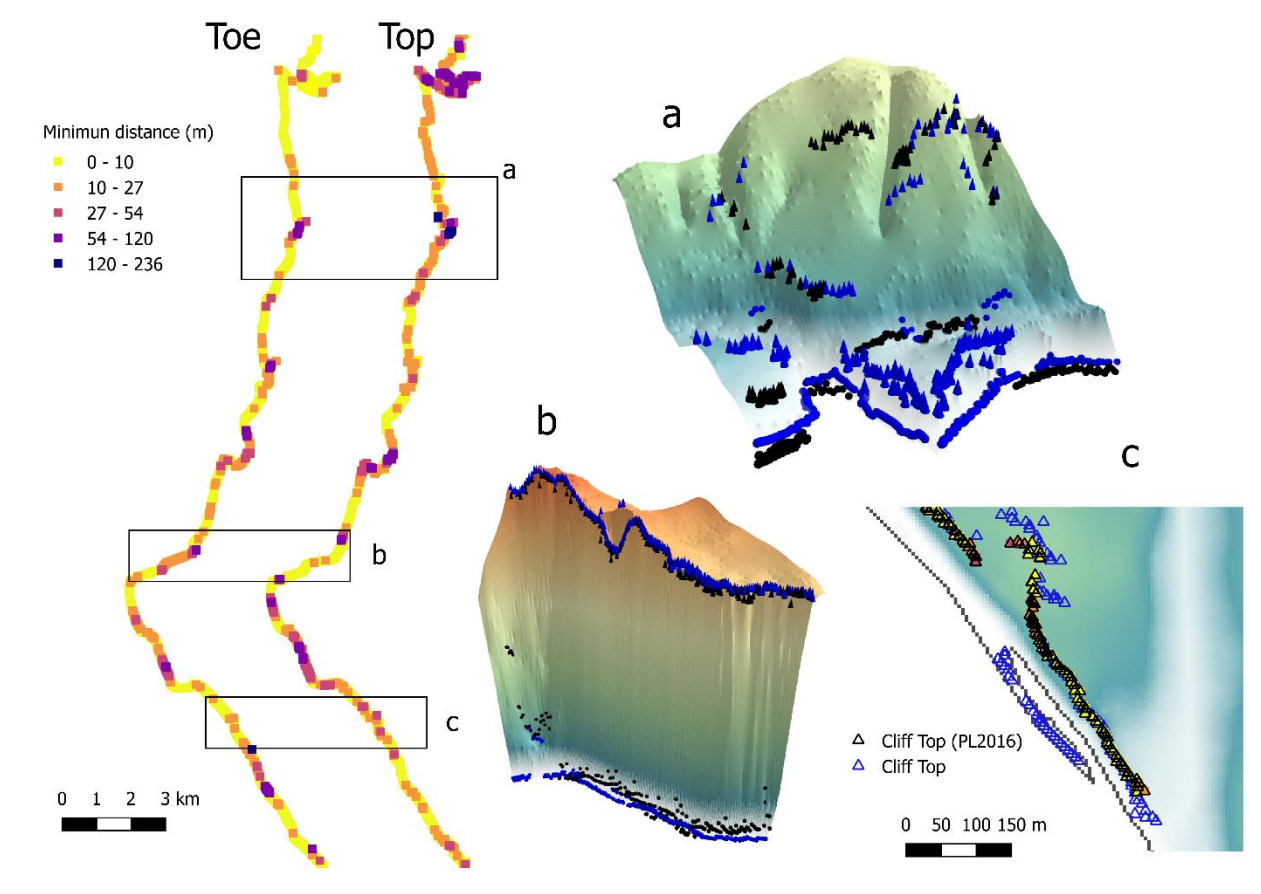 Toe Top
Minimun distance (m)
0 - 10
10 - 27
27 - 54
54 - 120
120 - 236
a
b
c
0 1 2 3 km
a
b
c
Cliff Top (PL2016)
Cliff Top
0 50 100 150 m